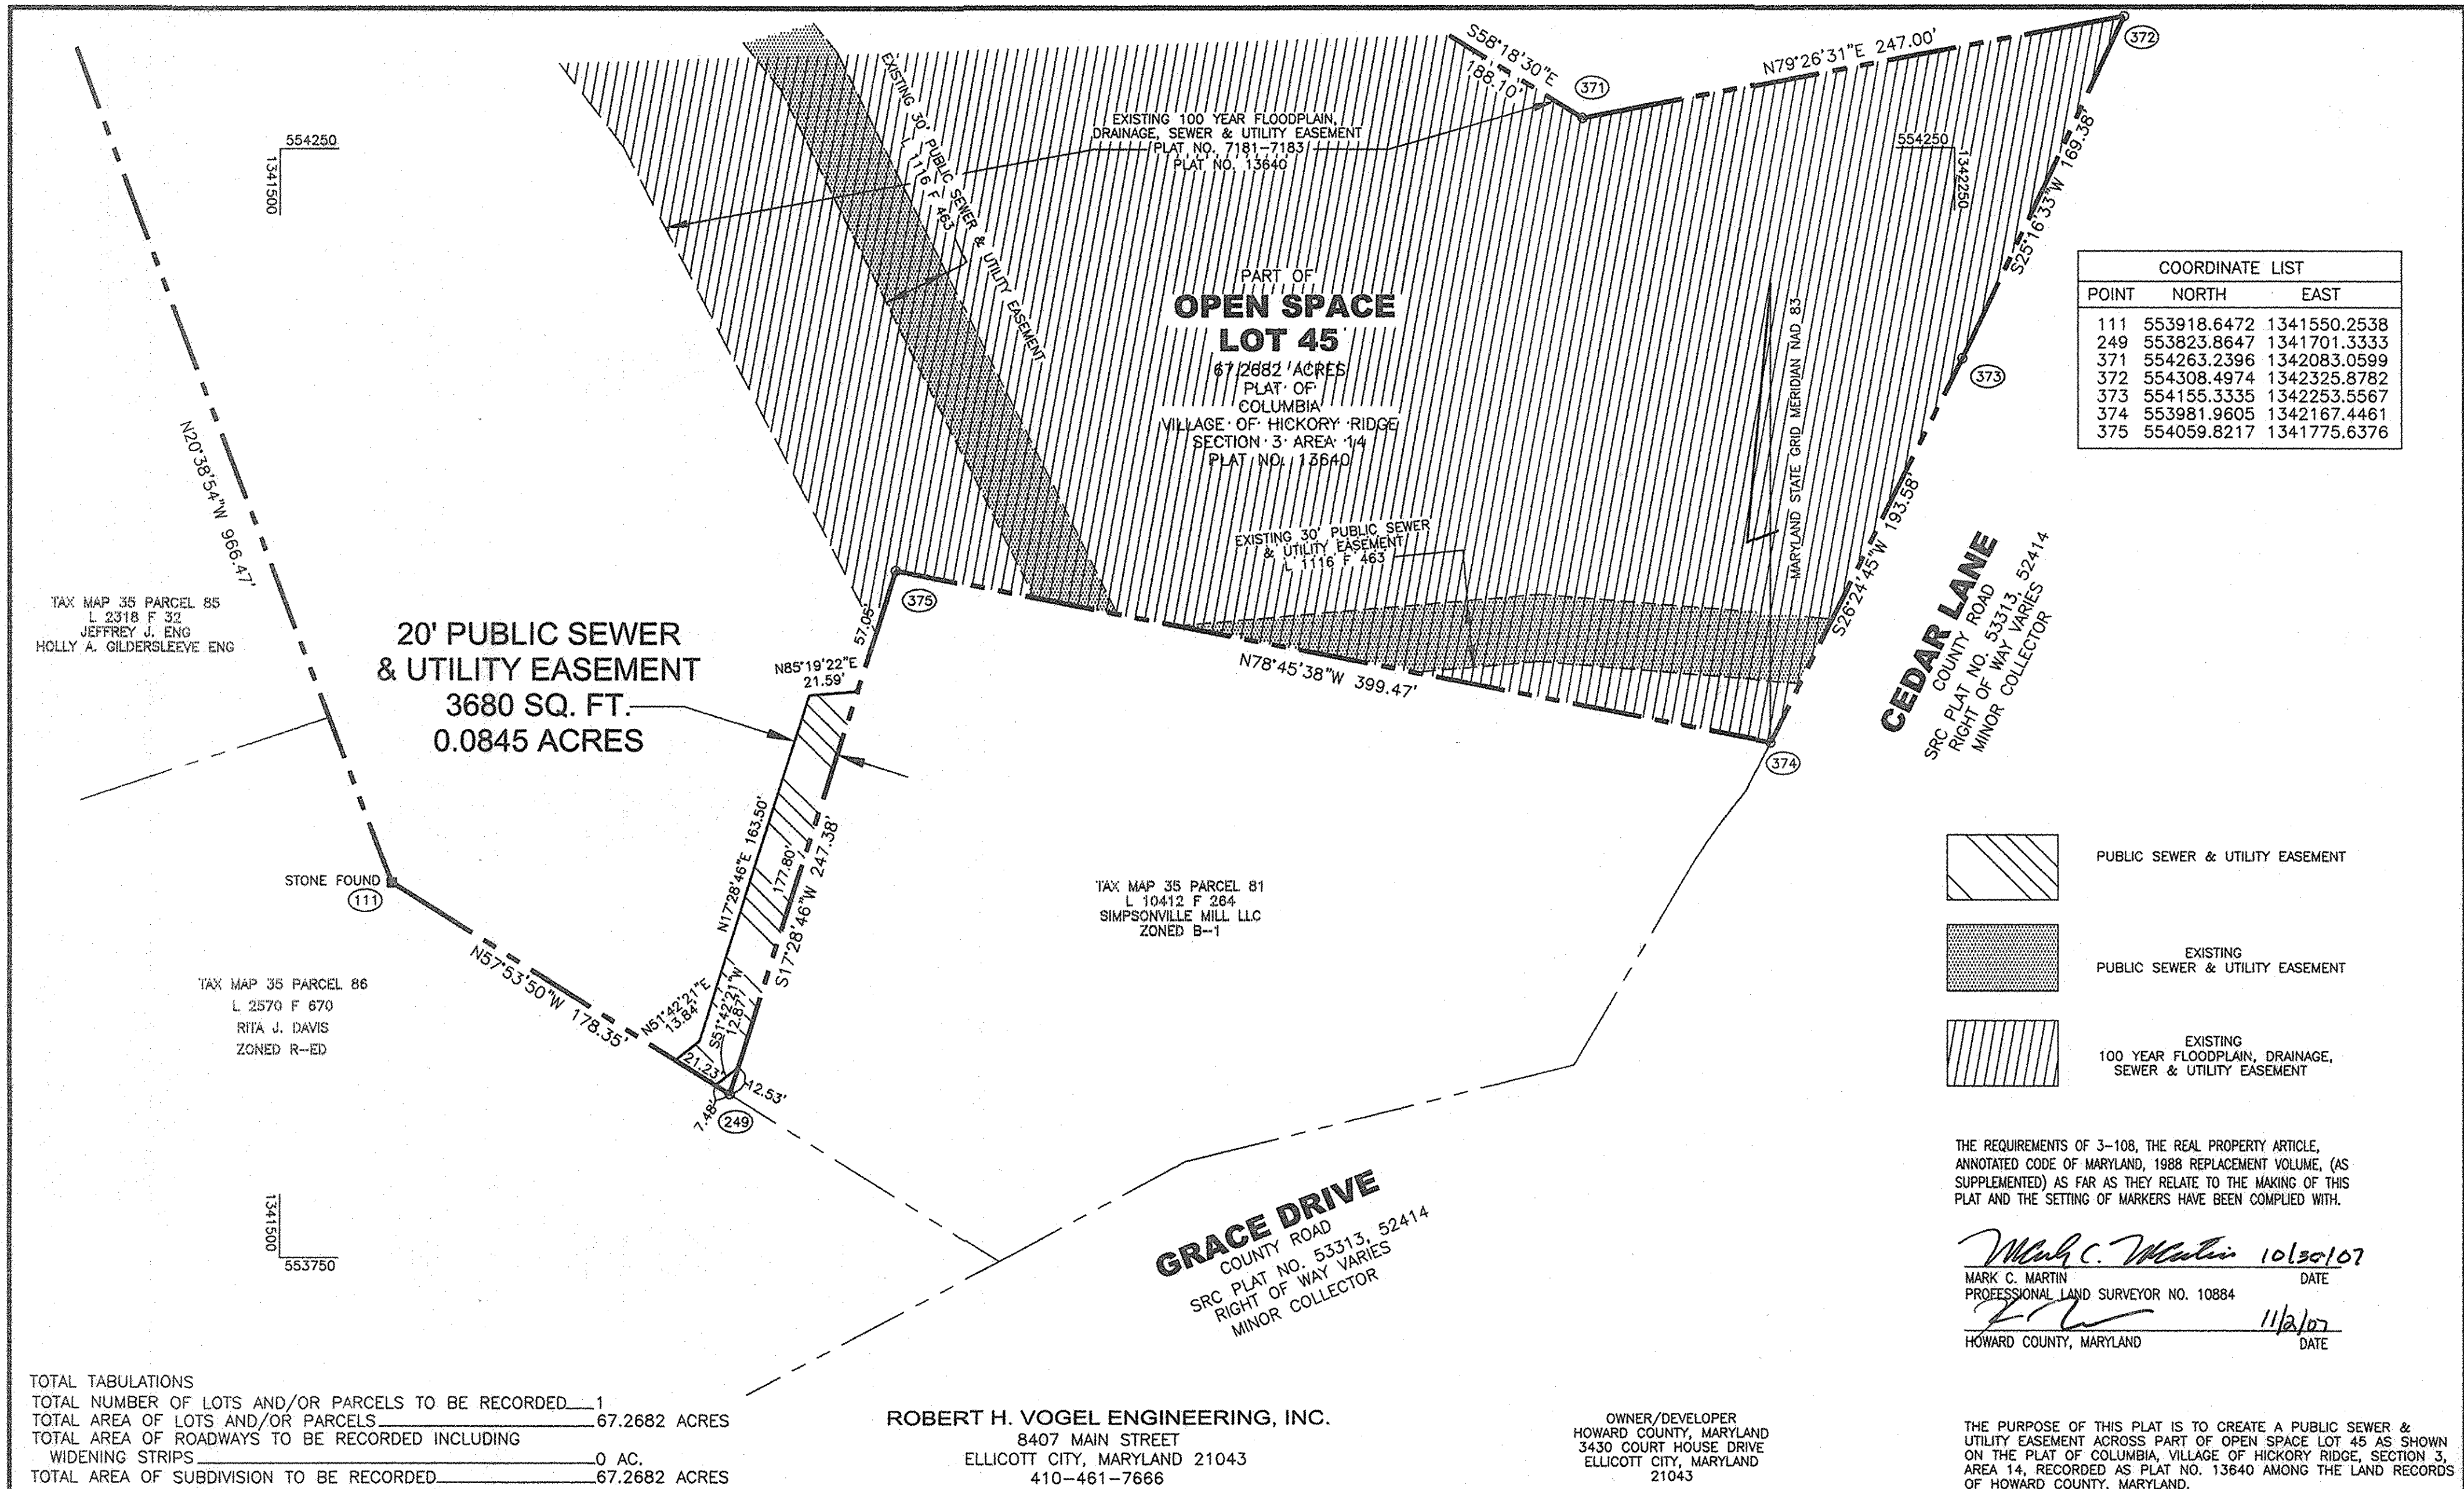 S58°18'30"E
188.10'
371
N79°26'31"E 247.00'
372
554250
1341500
EXISTING 30' PUBLIC SEWER & UTILITY EASEMENT
L 1116 F 463
EXISTING 100 YEAR FLOODPLAIN,
DRAINAGE, SEWER & UTILITY EASEMENT
PLAT NO. 7181-7183
PLAT NO. 13640
554250
1342250
S25°16'33"W 169.38'
COORDINATE LIST
POINT NORTH EAST
111 553918.6472 1341550.2538
249 553823.8647 1341701.3333
371 554263.2396 1342083.0599
372 554308.4974 1342325.8782
373 554155.3335 1342253.5567
374 553981.9605 1342167.4461
375 554059.8217 1341775.6376
PART OF
OPEN SPACE
LOT 45
67.2682 ACRES
PLAT OF
COLUMBIA
VILLAGE OF HICKORY RIDGE
SECTION 3 AREA 14
PLAT NO. 13640
MARYLAND STATE GRID MERIDIAN NAD 83
373
N20°38'54"W 966.47'
EXISTING 30' PUBLIC SEWER
& UTILITY EASEMENT
L 1116 F 463
S26°24'45"W 193.58'
CEDAR LANE
COUNTY ROAD
SRC PLAT NO. 53313, 52414
RIGHT OF WAY VARIES
MINOR COLLECTOR
TAX MAP 35 PARCEL 85
L 2318 F 32
JEFFREY J. ENG
HOLLY A. GILDERSLEEVE ENG
20' PUBLIC SEWER
& UTILITY EASEMENT
3680 SQ. FT.
0.0845 ACRES
375
57.05'
N85°19'22"E
21.59'
N78°45'38"W 399.47'
374
N17°28'46"E 163.50'
177.80'
S17°28'46"W 247.38'
STONE FOUND
111
N57°53'50"W 178.35'
TAX MAP 35 PARCEL 81
L 10412 F 264
SIMPSONVILLE MILL LLC
ZONED B-1
PUBLIC SEWER & UTILITY EASEMENT
EXISTING
PUBLIC SEWER & UTILITY EASEMENT
EXISTING
100 YEAR FLOODPLAIN, DRAINAGE,
SEWER & UTILITY EASEMENT
TAX MAP 35 PARCEL 86
L 2570 F 670
RITA J. DAVIS
ZONED R-ED
N51°42'21"E
13.84'
S51°42'21"W
12.87'
21.23'
12.53'
7.48'
249
THE REQUIREMENTS OF 3-108, THE REAL PROPERTY ARTICLE,
ANNOTATED CODE OF MARYLAND, 1988 REPLACEMENT VOLUME, (AS
SUPPLEMENTED) AS FAR AS THEY RELATE TO THE MAKING OF THIS
PLAT AND THE SETTING OF MARKERS HAVE BEEN COMPLIED WITH.
1341500
553750
GRACE DRIVE
COUNTY ROAD
SRC PLAT NO. 53313, 52414
RIGHT OF WAY VARIES
MINOR COLLECTOR
Mark C. Martin 10/30/07
MARK C. MARTIN DATE
PROFESSIONAL LAND SURVEYOR NO. 10884
11/2/07
HOWARD COUNTY, MARYLAND DATE
TOTAL TABULATIONS
TOTAL NUMBER OF LOTS AND/OR PARCELS TO BE RECORDED 1
TOTAL AREA OF LOTS AND/OR PARCELS 67.2682 ACRES
TOTAL AREA OF ROADWAYS TO BE RECORDED INCLUDING
WIDENING STRIPS 0 AC.
TOTAL AREA OF SUBDIVISION TO BE RECORDED 67.2682 ACRES
ROBERT H. VOGEL ENGINEERING, INC.
8407 MAIN STREET
ELLICOTT CITY, MARYLAND 21043
410-461-7666
OWNER/DEVELOPER
HOWARD COUNTY, MARYLAND
3430 COURT HOUSE DRIVE
ELLICOTT CITY, MARYLAND
21043
THE PURPOSE OF THIS PLAT IS TO CREATE A PUBLIC SEWER &
UTILITY EASEMENT ACROSS PART OF OPEN SPACE LOT 45 AS SHOWN
ON THE PLAT OF COLUMBIA, VILLAGE OF HICKORY RIDGE, SECTION 3,
AREA 14, RECORDED AS PLAT NO. 13640 AMONG THE LAND RECORDS
OF HOWARD COUNTY, MARYLAND.